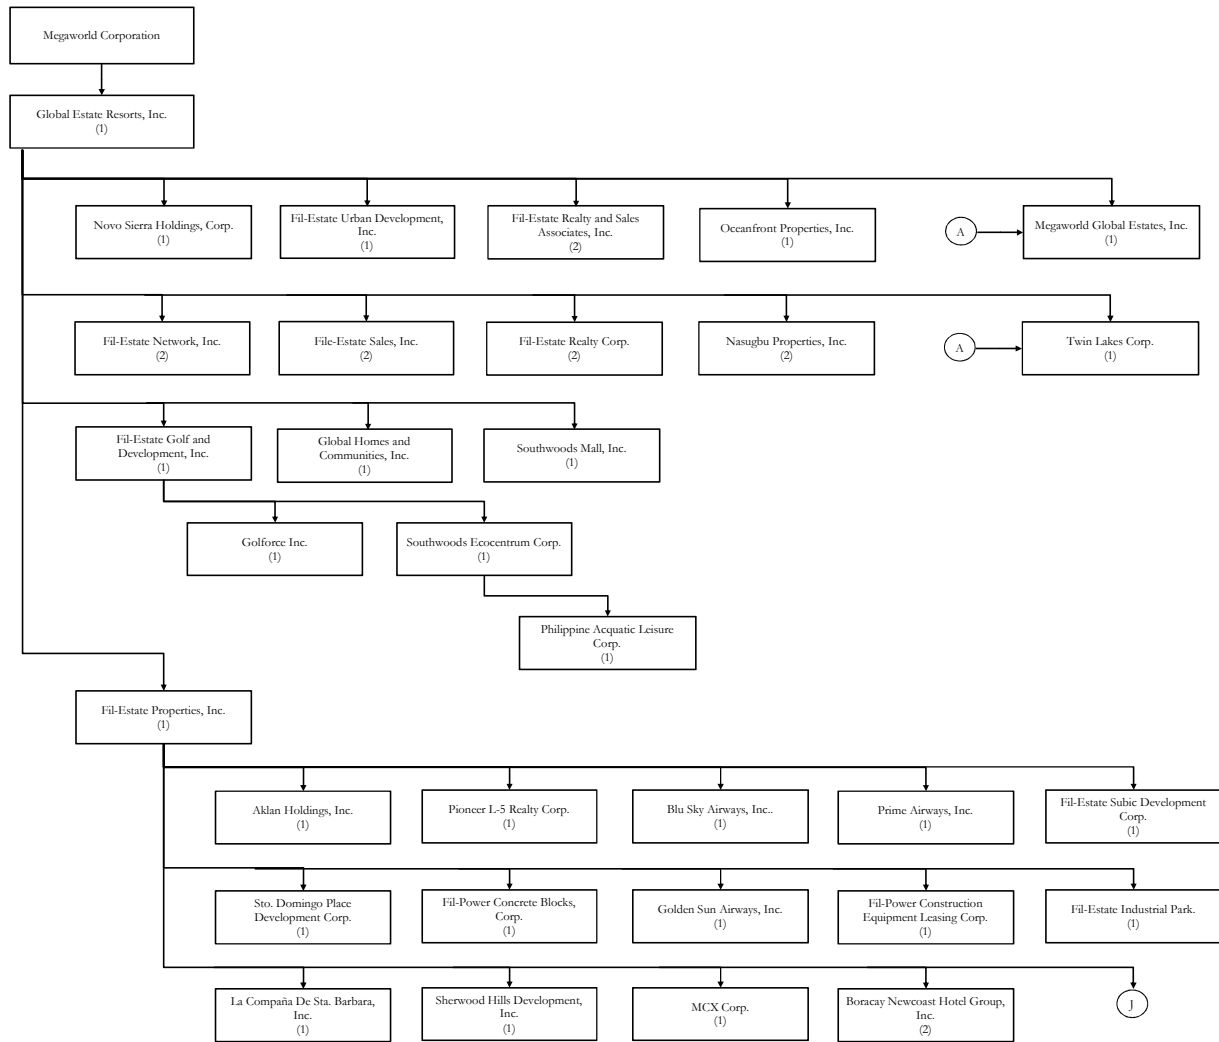 Megaworld Corporation
Global Estate Resorts, Inc.
(1)
Novo Sierra Holdings, Corp.
(1)
Fil-Estate Urban Development,
Inc.
(1)
Fil-Estate Realty and Sales
Associates, Inc.
(2)
Oceanfront Properties, Inc.
(1)
A
Megaworld Global Estates, Inc.
(1)
Fil-Estate Network, Inc.
(2)
File-Estate Sales, Inc.
(2)
Fil-Estate Realty Corp.
(2)
Nasugbu Properties, Inc.
(2)
A
Twin Lakes Corp.
(1)
Fil-Estate Golf and
Development, Inc.
(1)
Global Homes and
Communities, Inc.
(1)
Southwoods Mall, Inc.
(1)
Golforce Inc.
(1)
Southwoods Ecocentrum Corp.
(1)
Philippine Acquatic Leisure
Corp.
(1)
Fil-Estate Properties, Inc.
(1)
Aklan Holdings, Inc.
(1)
Pioneer L-5 Realty Corp.
(1)
Blu Sky Airways, Inc..
(1)
Prime Airways, Inc.
(1)
Fil-Estate Subic Development
Corp.
(1)
Sto. Domingo Place
Development Corp.
(1)
Fil-Power Concrete Blocks,
Corp.
(1)
Golden Sun Airways, Inc.
(1)
Fil-Power Construction
Equipment Leasing Corp.
(1)
Fil-Estate Industrial Park.
(1)
La Compaña De Sta. Barbara,
Inc.
(1)
Sherwood Hills Development,
Inc.
(1)
MCX Corp.
(1)
Boracay Newcoast Hotel Group,
Inc.
(2)
J